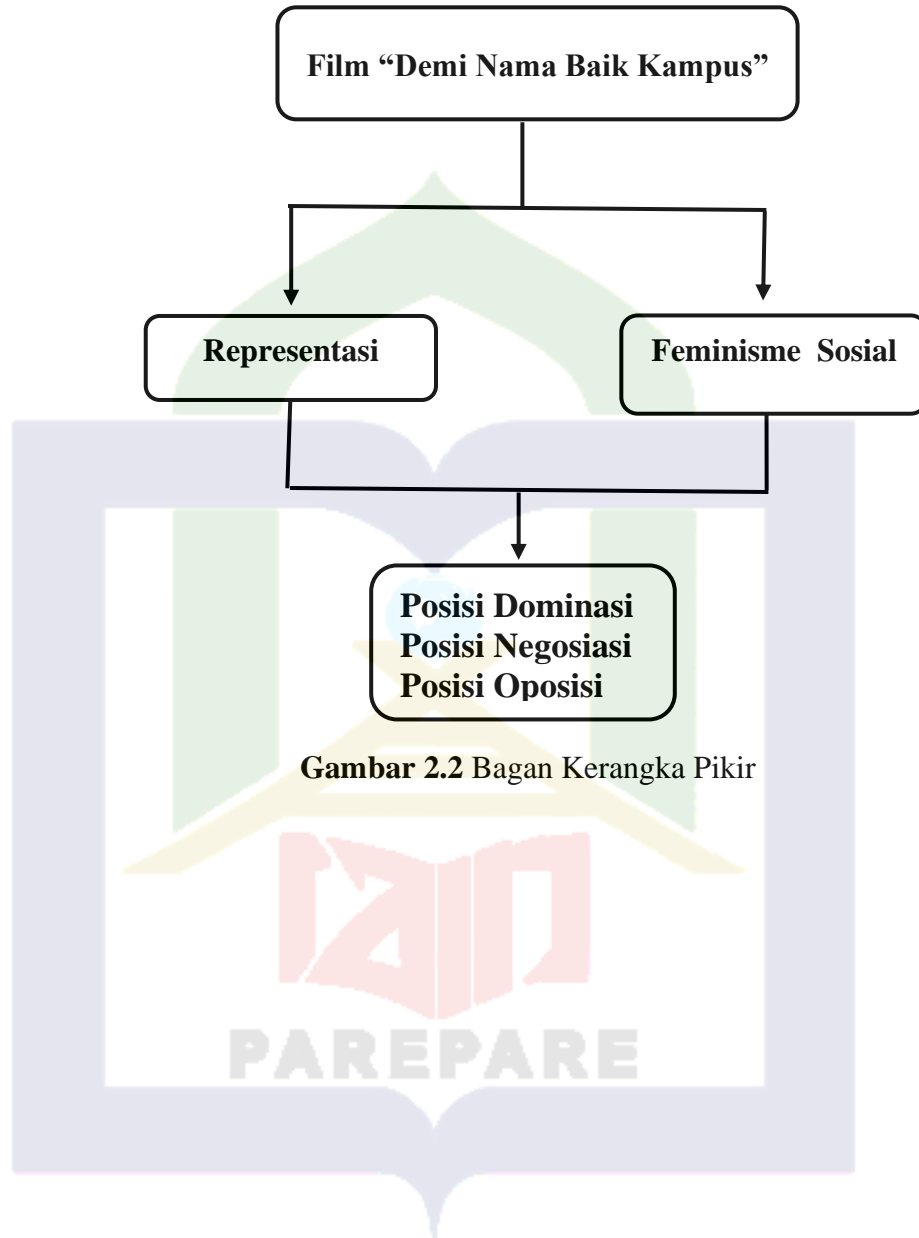 Film “Demi Nama Baik Kampus”
Representasi
Feminisme Sosial
Posisi Dominasi
Posisi Negosiasi
Posisi Oposisi
Gambar 2.2 Bagan Kerangka Pikir
iain
PAREPARE